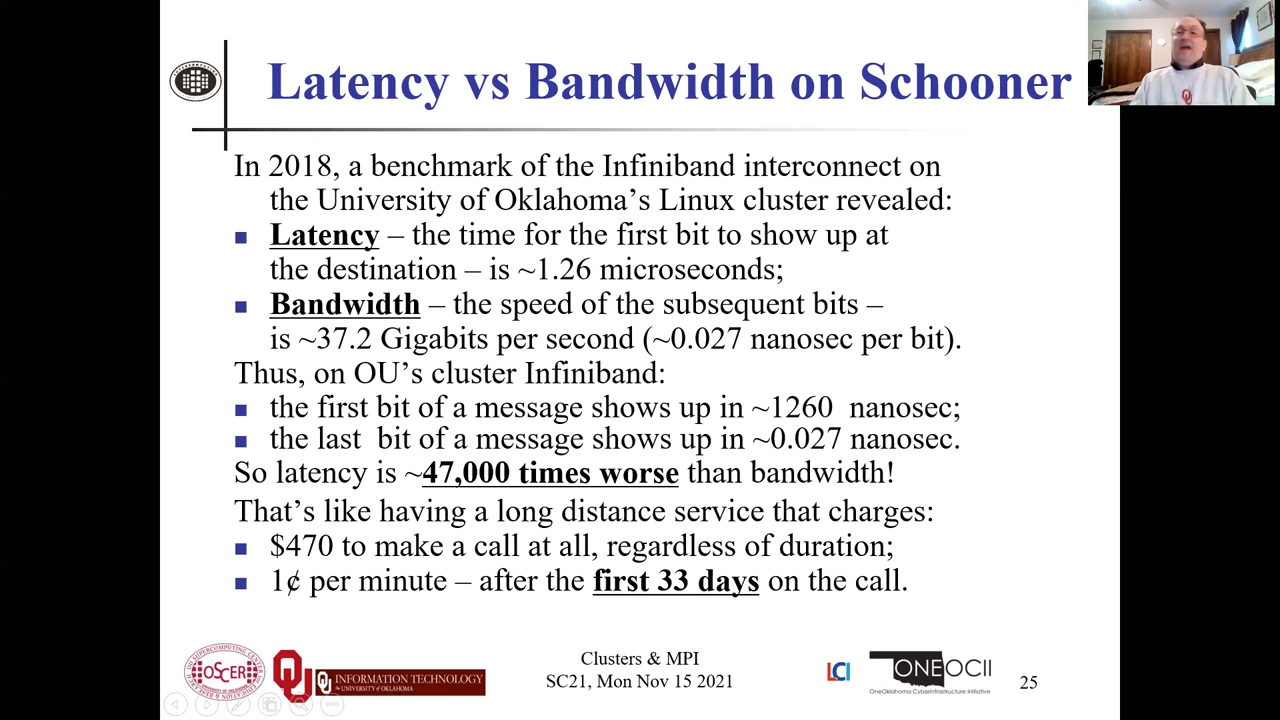 Latency vs Bandwidth on Schooner
In 2018, a benchmark of the Infiniband interconnect on
the University of Oklahoma’s Linux cluster revealed:
Latency – the time for the first bit to show up at
the destination – is ~1.26 microseconds;
Bandwidth – the speed of the subsequent bits –
is ~37.2 Gigabits per second (~0.027 nanosec per bit).
Thus, on OU’s cluster Infiniband:
the first bit of a message shows up in ~1260 nanosec;
the last bit of a message shows up in ~0.027 nanosec.
So latency is ~47,000 times worse than bandwidth!
That’s like having a long distance service that charges:
$470 to make a call at all, regardless of duration;
1¢ per minute – after the first 33 days on the call.
OSCER
INFORMATION TECHNOLOGY
The UNIVERSITY of OKLAHOMA
Clusters & MPI
SC21, Mon Nov 15 2021
LCI
ONEOCII
OneOklahoma Cyberinfrastructure Initiative
25